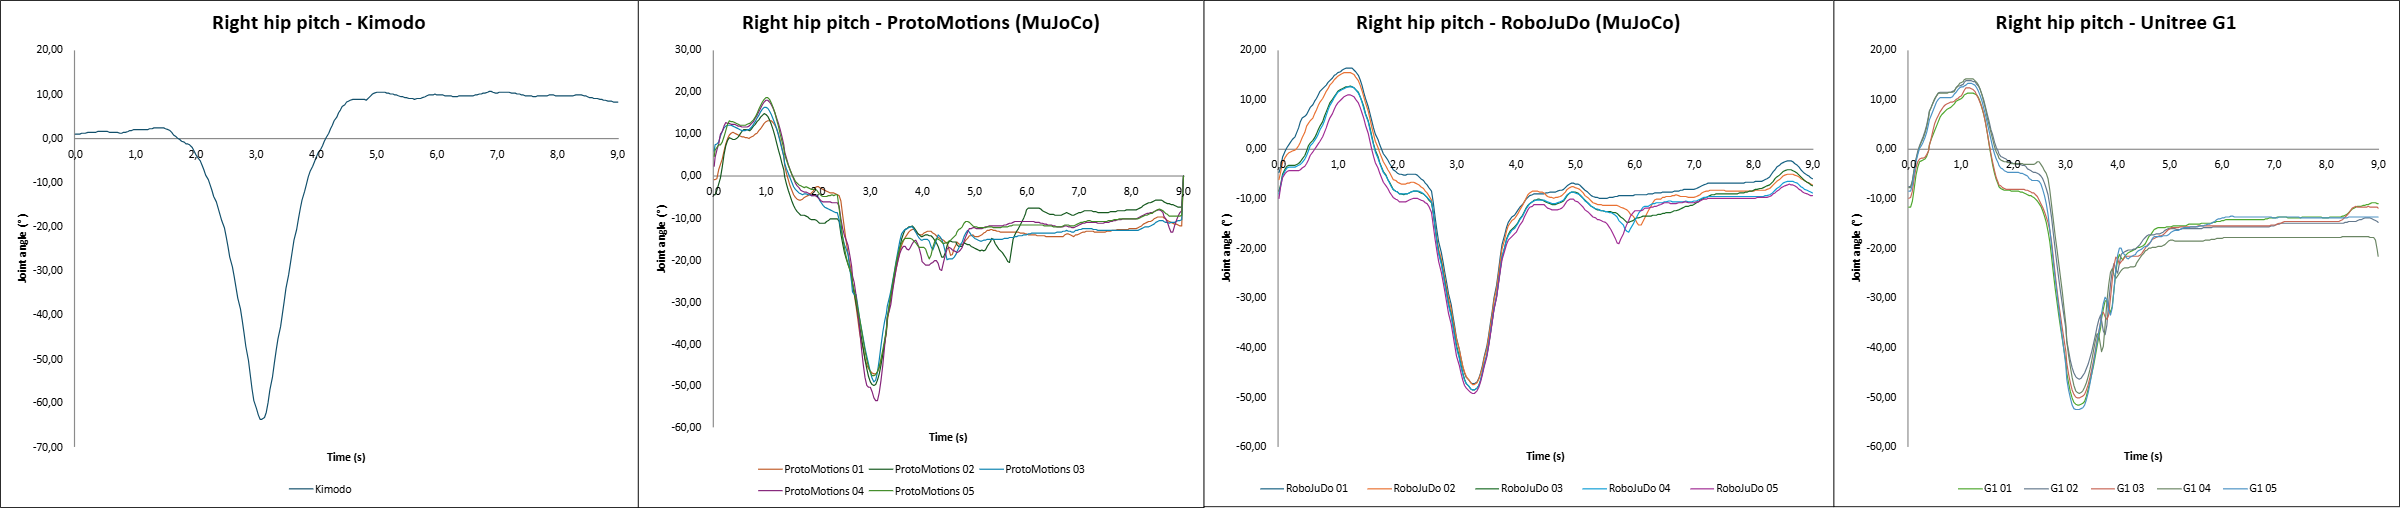 Right hip pitch - Kimodo
20,00
10,00
0,00
-10,00
-20,00
-30,00
-40,00
-50,00
-60,00
-70,00
0,0 1,0 2,0 3,0 4,0 5,0 6,0 7,0 8,0 9,0
Joint angle (°)
Time (s)
Kimodo
Right hip pitch - ProtoMotions (MuJoCo)
30,00
20,00
10,00
0,00
-10,00
-20,00
-30,00
-40,00
-50,00
-60,00
0,0 1,0 2,0 3,0 4,0 5,0 6,0 7,0 8,0 9,0
Joint angle (°)
Time (s)
ProtoMotions 01 ProtoMotions 02 ProtoMotions 03
ProtoMotions 04 ProtoMotions 05
Right hip pitch - RoboJuDo (MuJoCo)
20,00
10,00
0,00
-10,00
-20,00
-30,00
-40,00
-50,00
-60,00
0,0 1,0 2,0 3,0 4,0 5,0 6,0 7,0 8,0 9,0
Joint angle (°)
Time (s)
RoboJuDo 01 RoboJuDo 02 RoboJuDo 03 RoboJuDo 04 RoboJuDo 05
Right hip pitch - Unitree G1
20,00
10,00
0,00
-10,00
-20,00
-30,00
-40,00
-50,00
-60,00
0,0 1,0 2,0 3,0 4,0 5,0 6,0 7,0 8,0 9,0
Joint angle (°)
Time (s)
G1 01 G1 02 G1 03 G1 04 G1 05